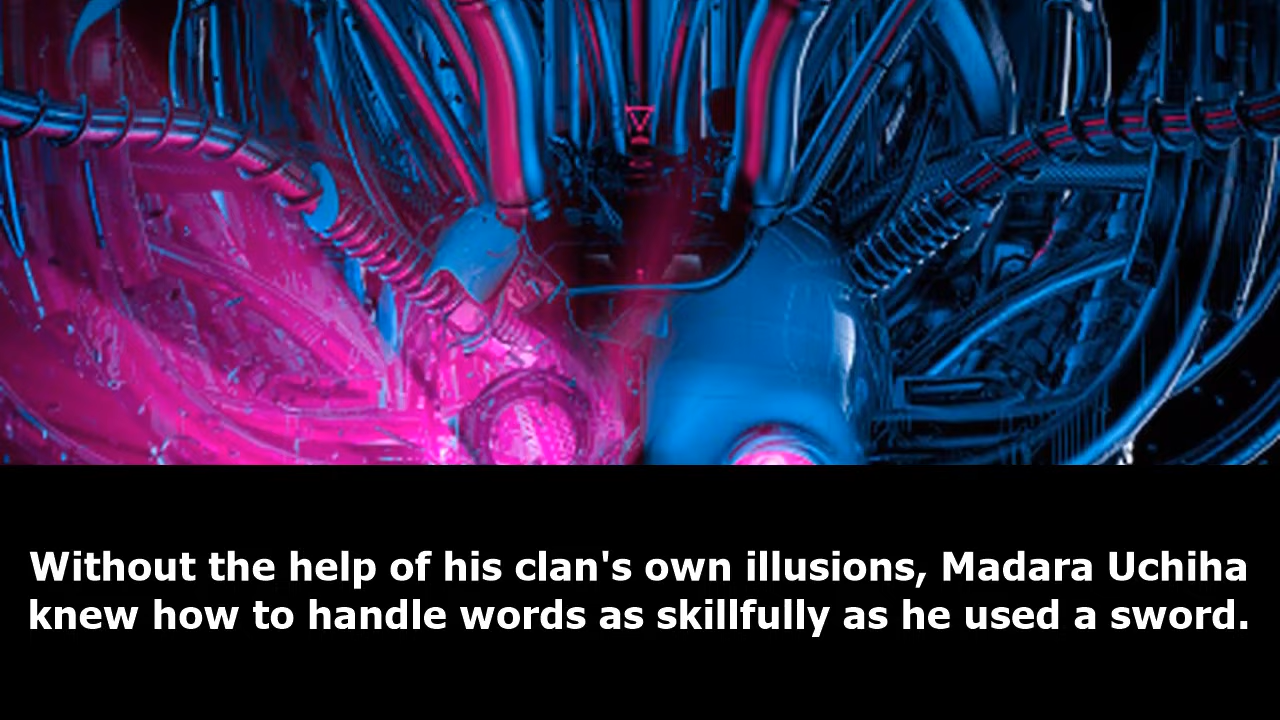 Without the help of his clan's own illusions, Madara Uchiha
knew how to handle words as skillfully as he used a sword.